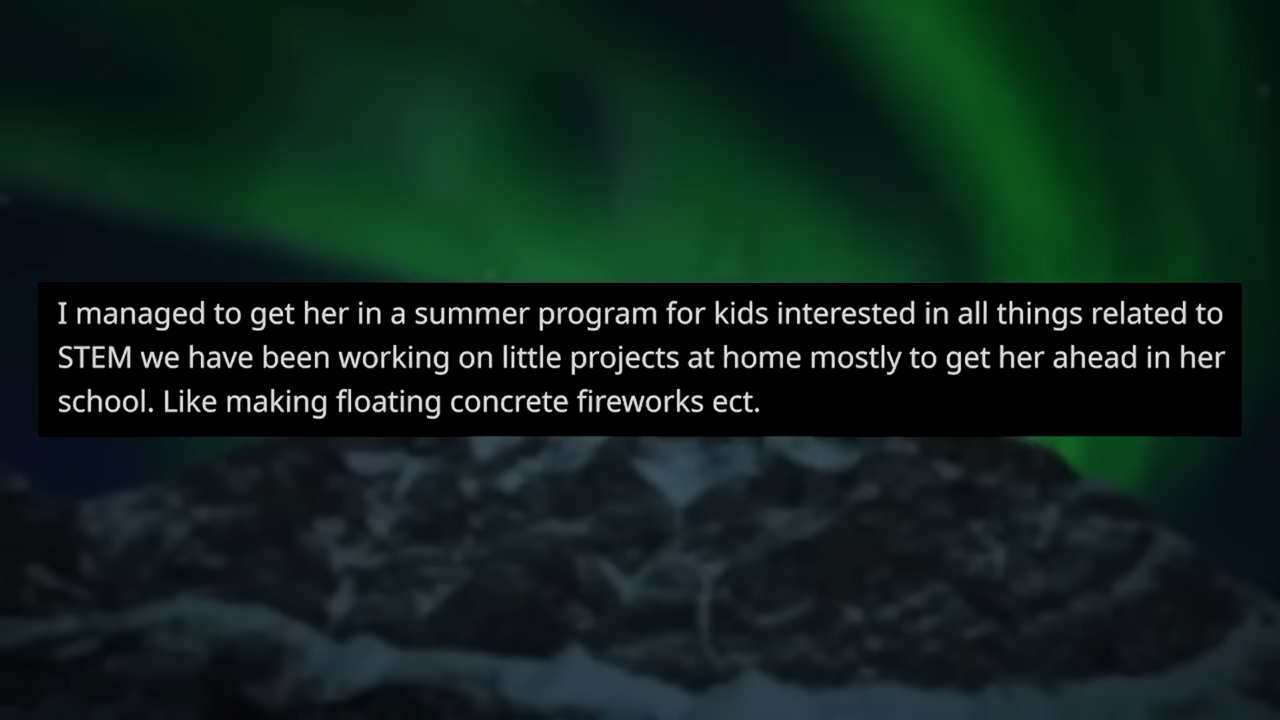 I managed to get her in a summer program for kids interested in all things related to
STEM we have been working on little projects at home mostly to get her ahead in her
school. Like making floating concrete fireworks ect.